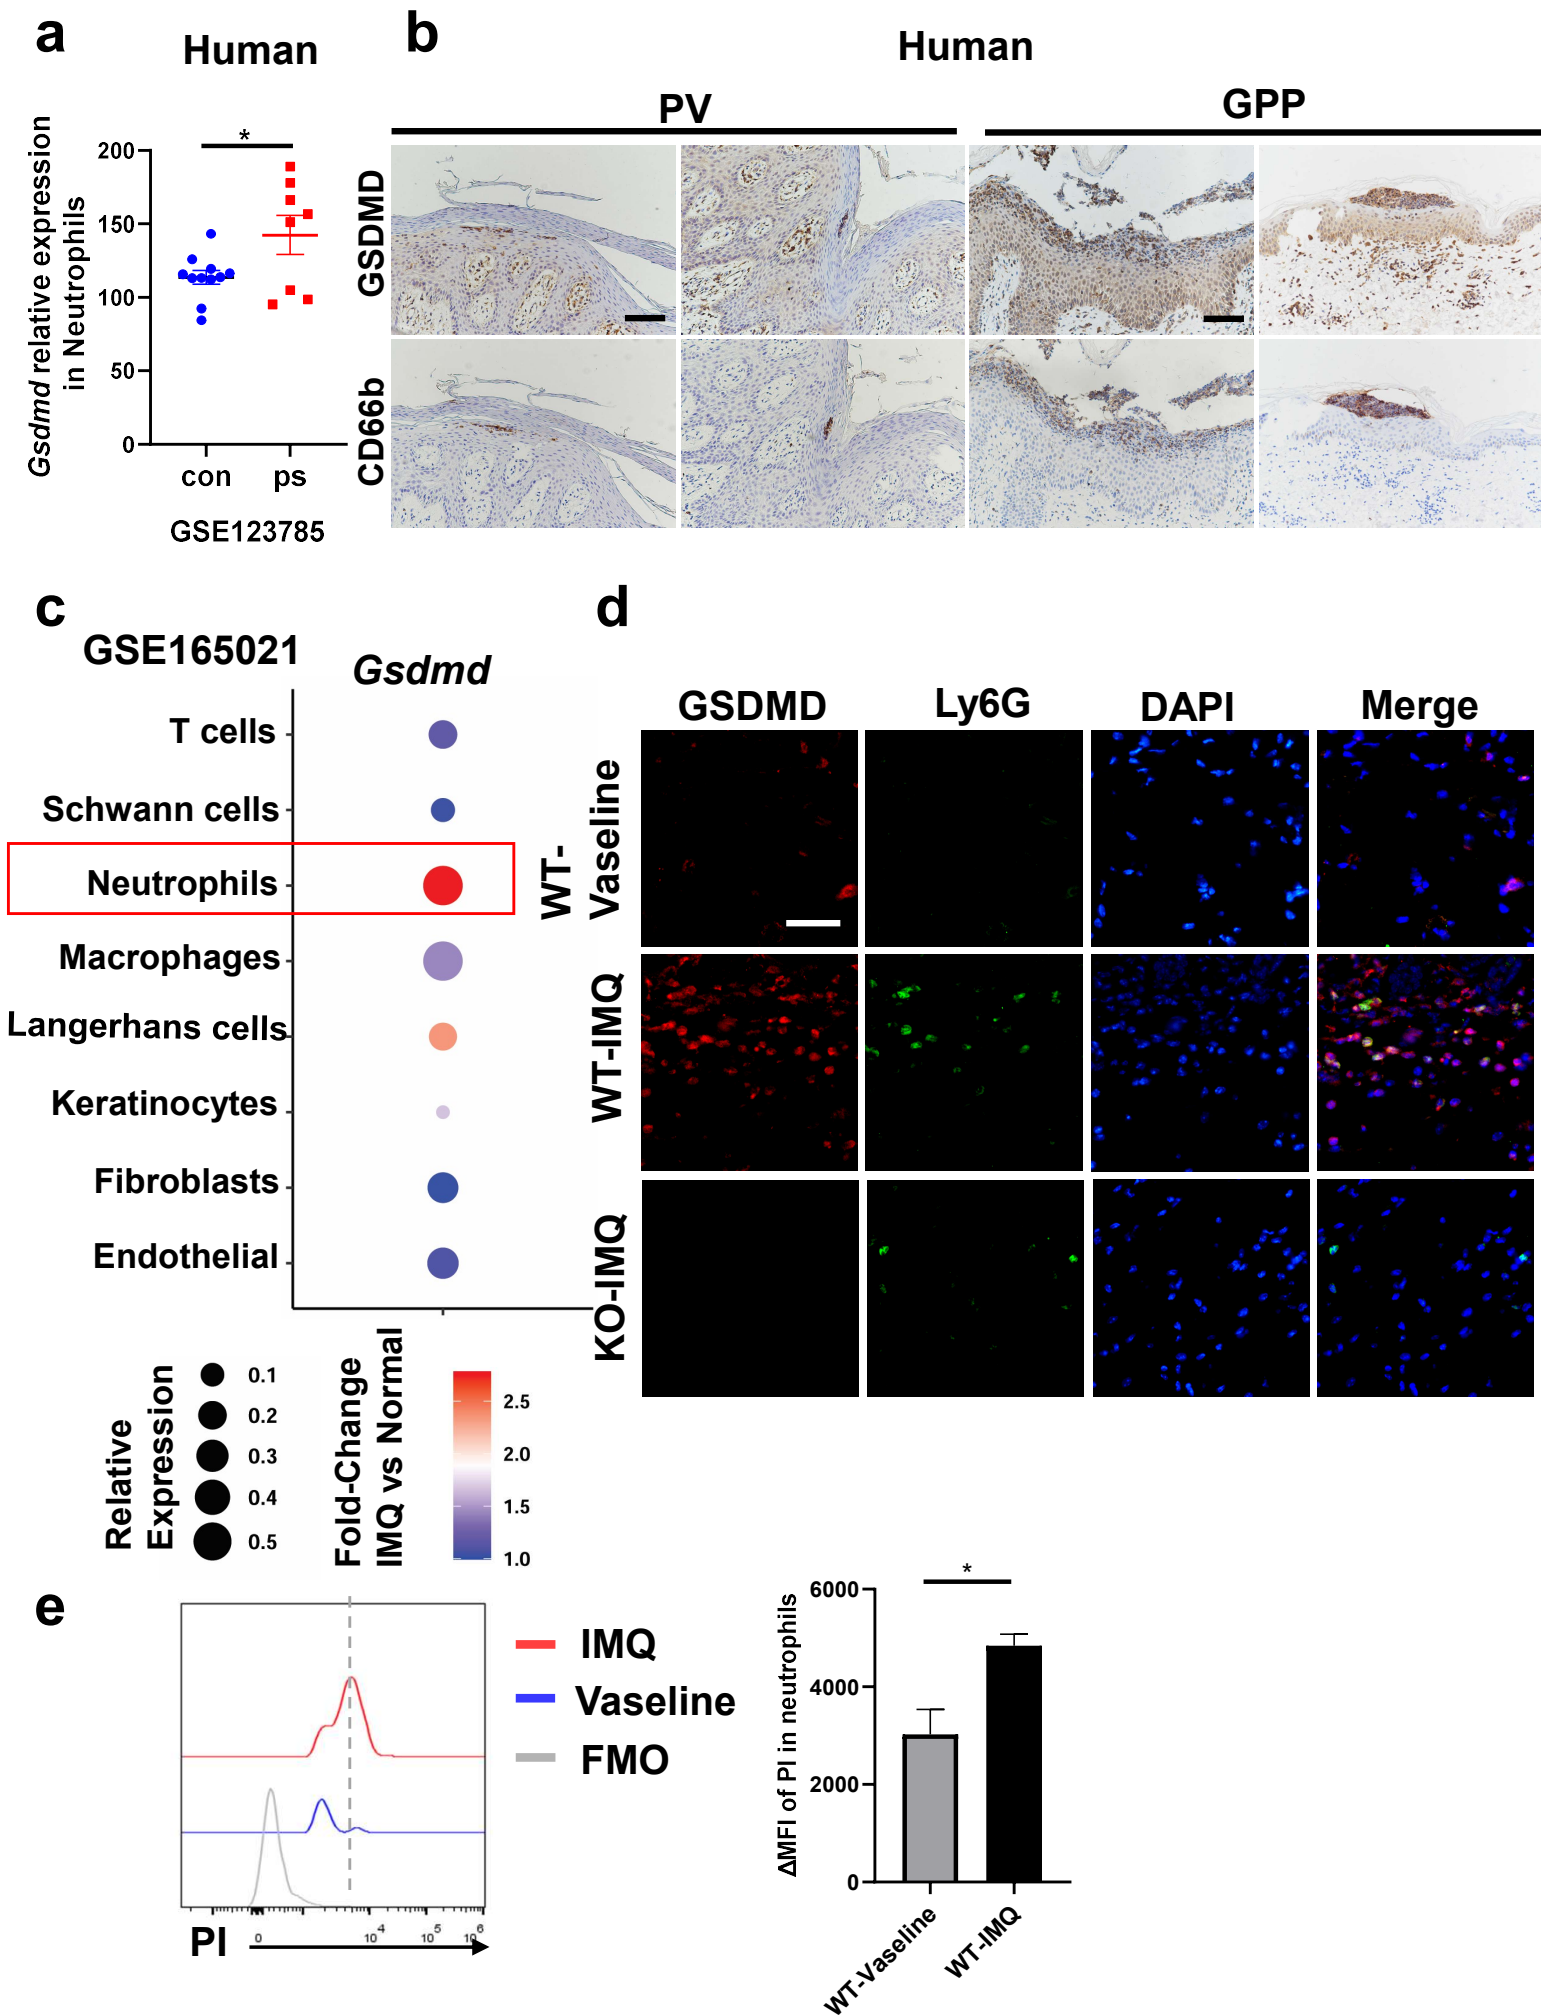 a
Human
Gsdmd relative expression
in Neutrophils
200
150
100
50
0
*
con
ps
GSE123785
b
Human
PV
GPP
GSDMD
CD66b
c
GSE165021
Gsdmd
T cells
Schwann cells
Neutrophils
Macrophages
Langerhans cells
Keratinocytes
Fibroblasts
Endothelial
Relative
Expression
0.1
0.2
0.3
0.4
0.5
Fold-Change
IMQ vs Normal
2.5
2.0
1.5
1.0
d
GSDMD
Ly6G
DAPI
Merge
WT-
Vaseline
WT-IMQ
KO-IMQ
e
IMQ
Vaseline
FMO
PI
0
10^4
10^5
10^6
ΔMFI of PI in neutrophils
6000
4000
2000
0
*
WT-Vaseline
WT-IMQ